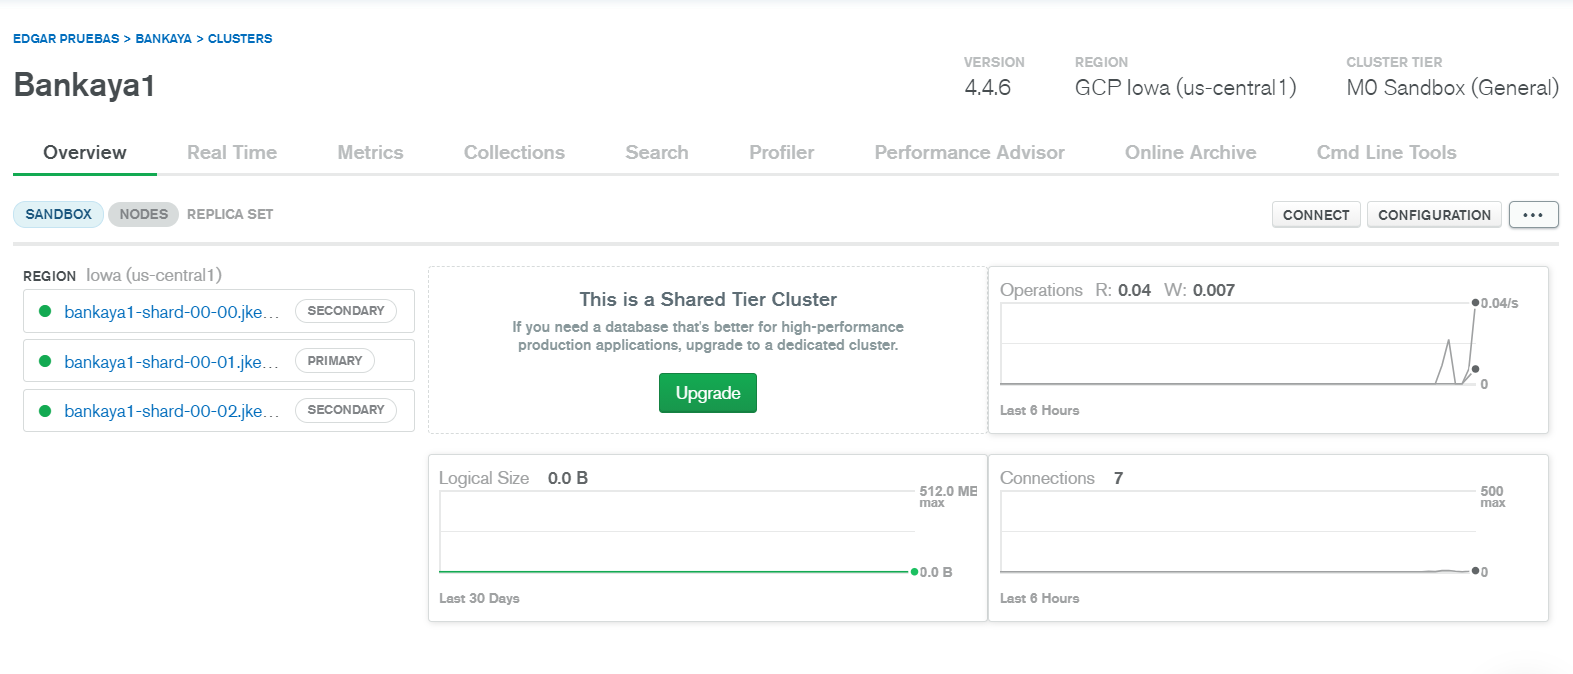 EDGAR PRUEBAS > BANKAYA > CLUSTERS
Bankaya1
VERSION
4.4.6
REGION
GCP Iowa (us-central1)
CLUSTER TIER
M0 Sandbox (General)
Overview Real Time Metrics Collections Search Profiler Performance Advisor Online Archive Cmd Line Tools
SANDBOX NODES REPLICA SET
CONNECT CONFIGURATION ...
REGION Iowa (us-central1)
bankaya1-shard-00-00.jke... SECONDARY
bankaya1-shard-00-01.jke... PRIMARY
bankaya1-shard-00-02.jke... SECONDARY
This is a Shared Tier Cluster
If you need a database that's better for high-performance
production applications, upgrade to a dedicated cluster.
Upgrade
Operations R: 0.04 W: 0.007
0.04/s
0
Last 6 Hours
Logical Size 0.0 B
512.0 MB
max
0.0 B
Last 30 Days
Connections 7
500
max
0
Last 6 Hours